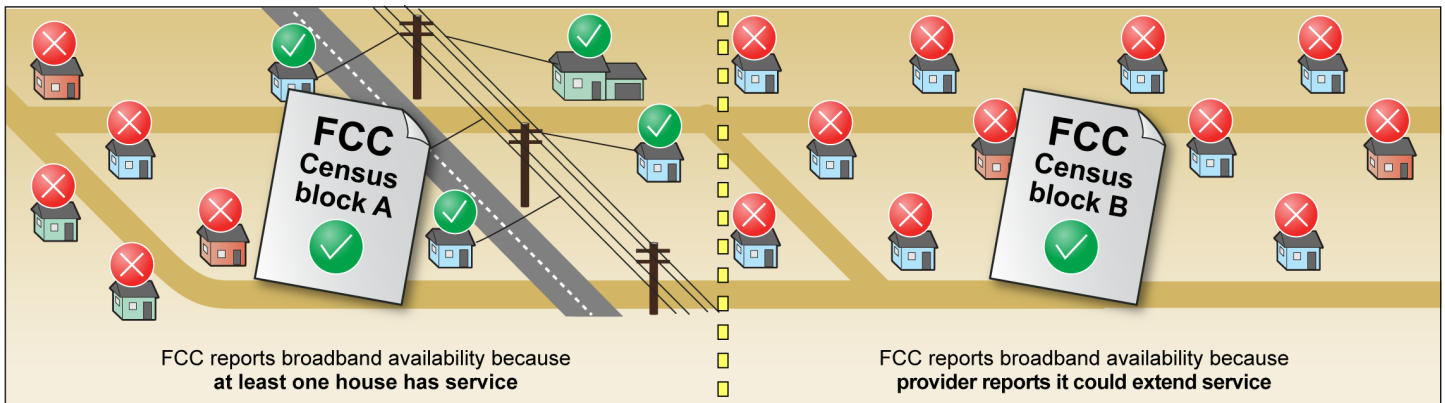 FCC
Census
block A
FCC
Census
block B
FCC reports broadband availability because
at least one house has service
FCC reports broadband availability because
provider reports it could extend service